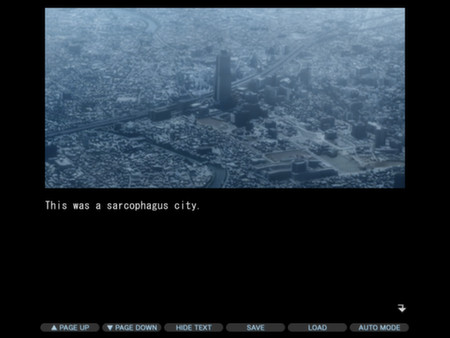 This was a sarcophagus city.
▲ PAGE UP
▼ PAGE DOWN
HIDE TEXT
SAVE
LOAD
AUTO MODE